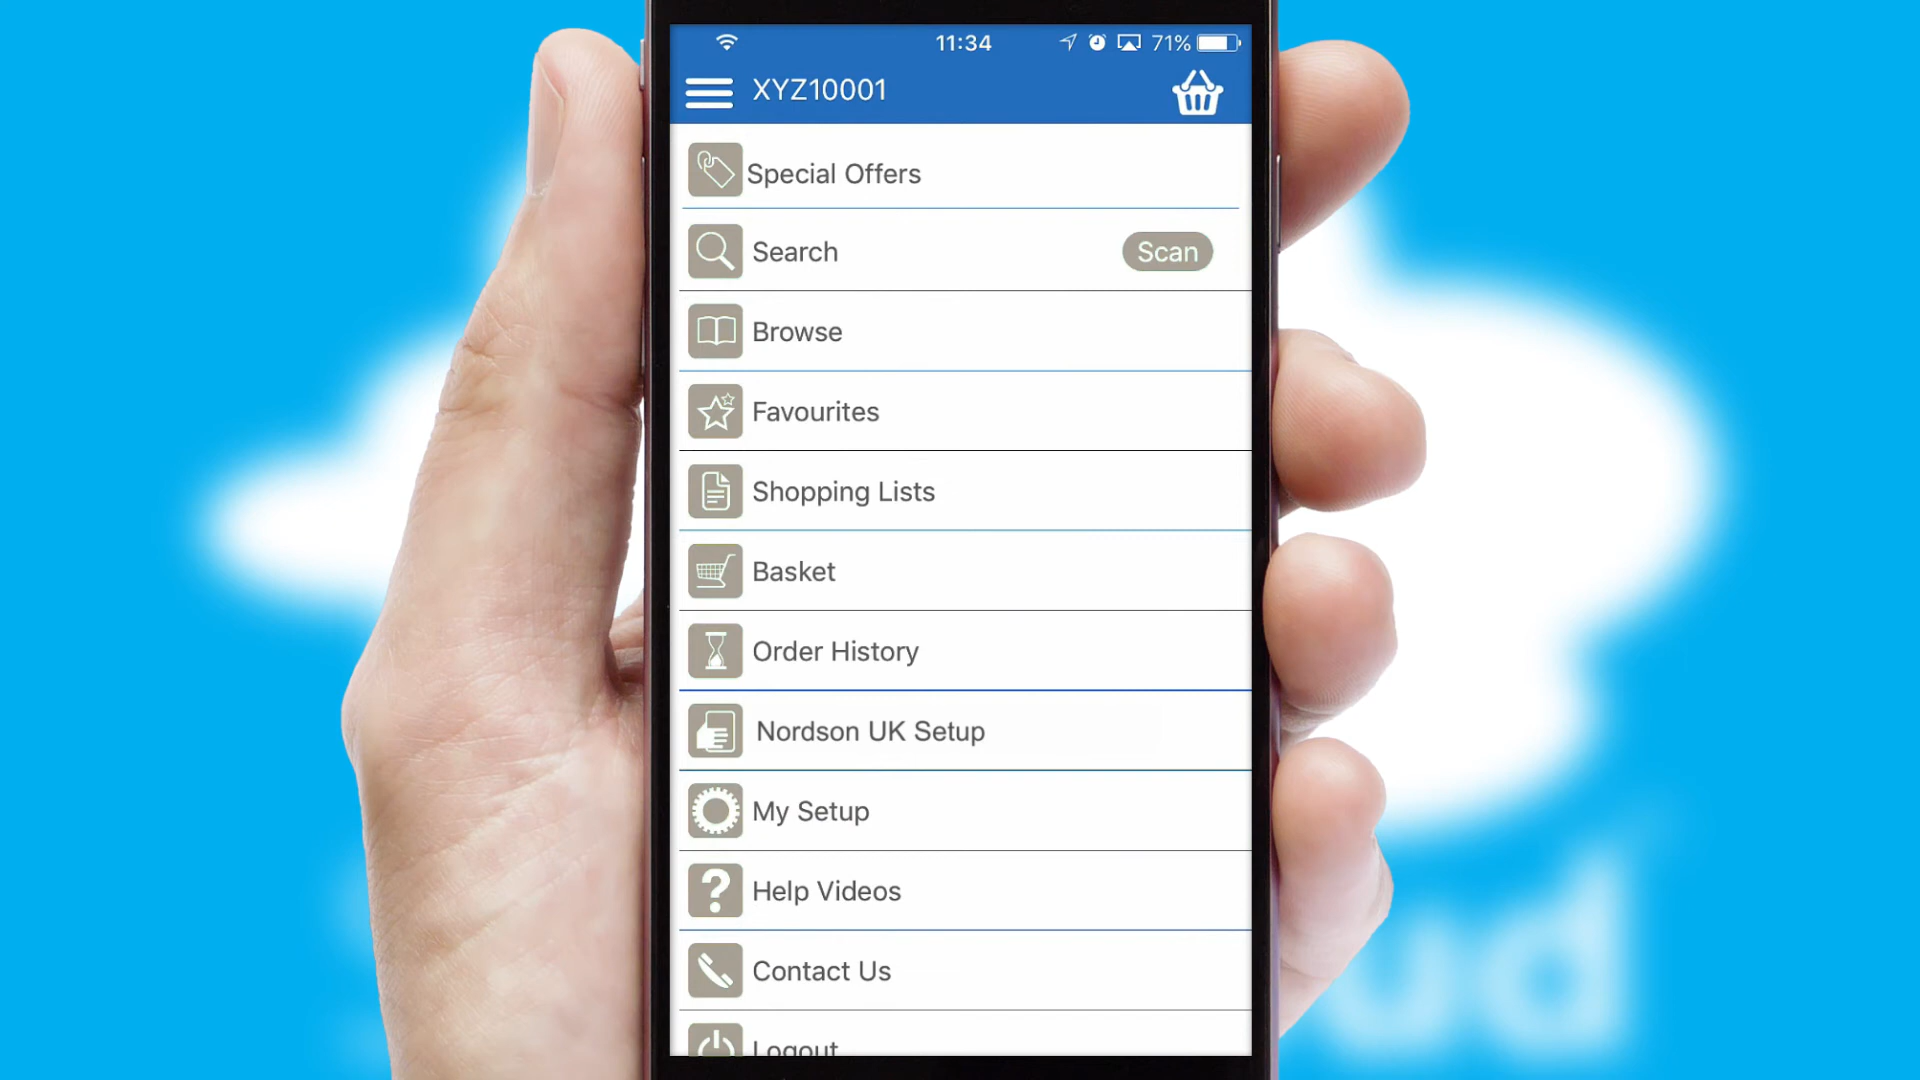 11:34
71%
XYZ10001
Special Offers
Search
Scan
Browse
Favourites
Shopping Lists
Basket
Order History
Nordson UK Setup
My Setup
Help Videos
Contact Us
Logout